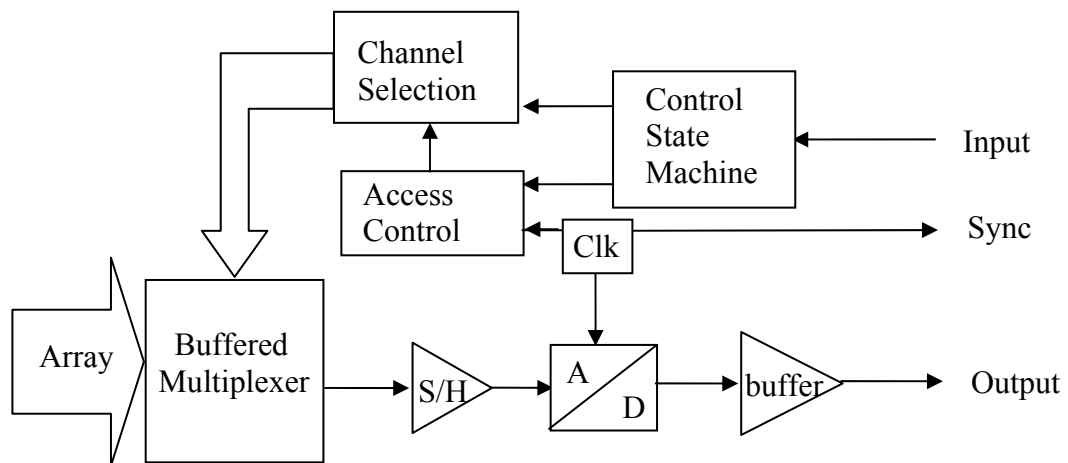 Channel
Selection
Control
State
Machine
Input
Access
Control
Clk
Sync
Array
Buffered
Multiplexer
S/H
A
D
buffer
Output